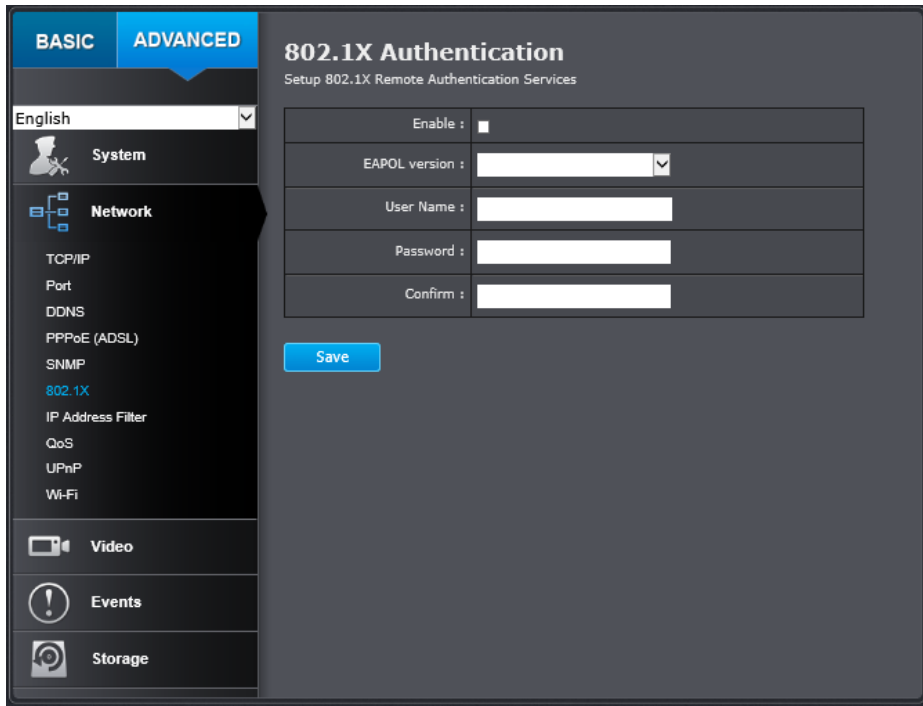 BASIC
ADVANCED
English
System
Network
TCP/IP
Port
DDNS
PPPoE (ADSL)
SNMP
802.1X
IP Address Filter
QoS
UPnP
Wi-Fi
Video
Events
Storage
802.1X Authentication
Setup 802.1X Remote Authentication Services
Enable :
EAPOL version :
User Name :
Password :
Confirm :
Save